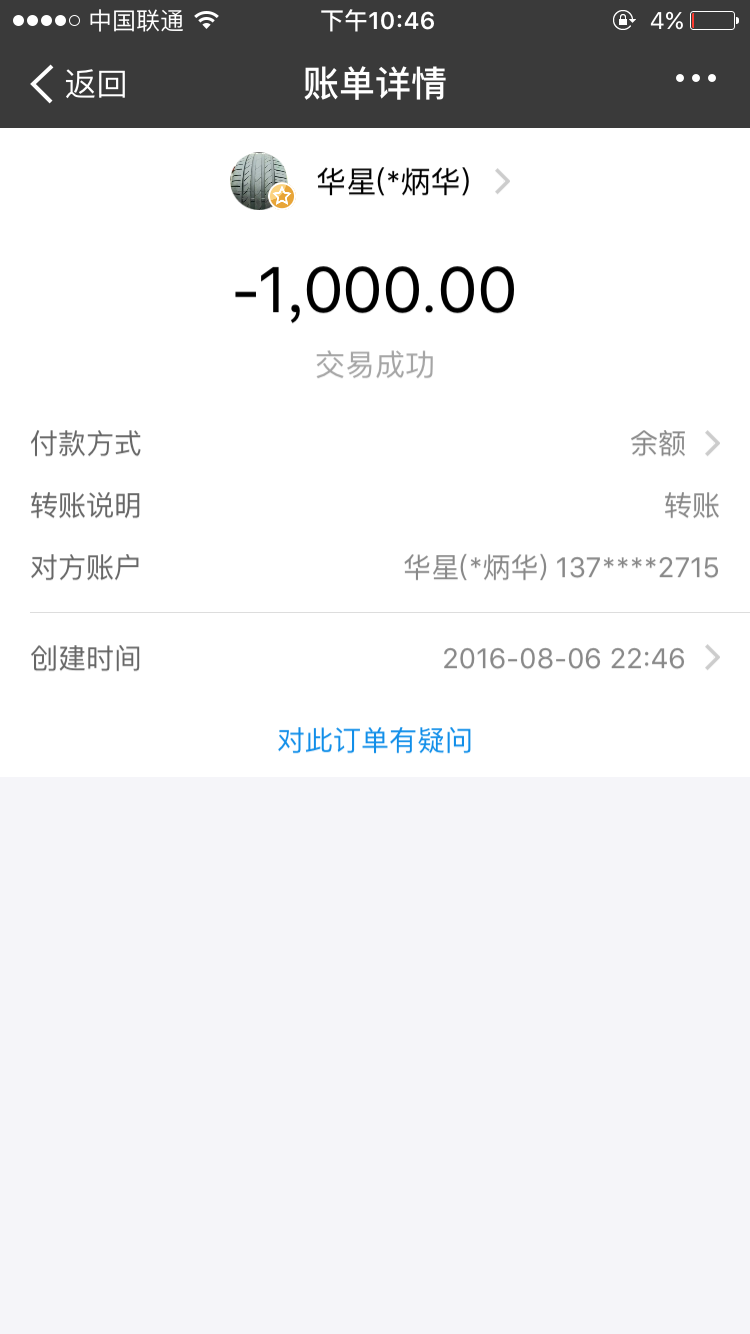 中国联通 下午10:46 4%
返回 账单详情
华星(*炳华)
-1,000.00
交易成功
付款方式 余额
转账说明 转账
对方账户 华星(*炳华) 137****2715
创建时间 2016-08-06 22:46
对此订单有疑问